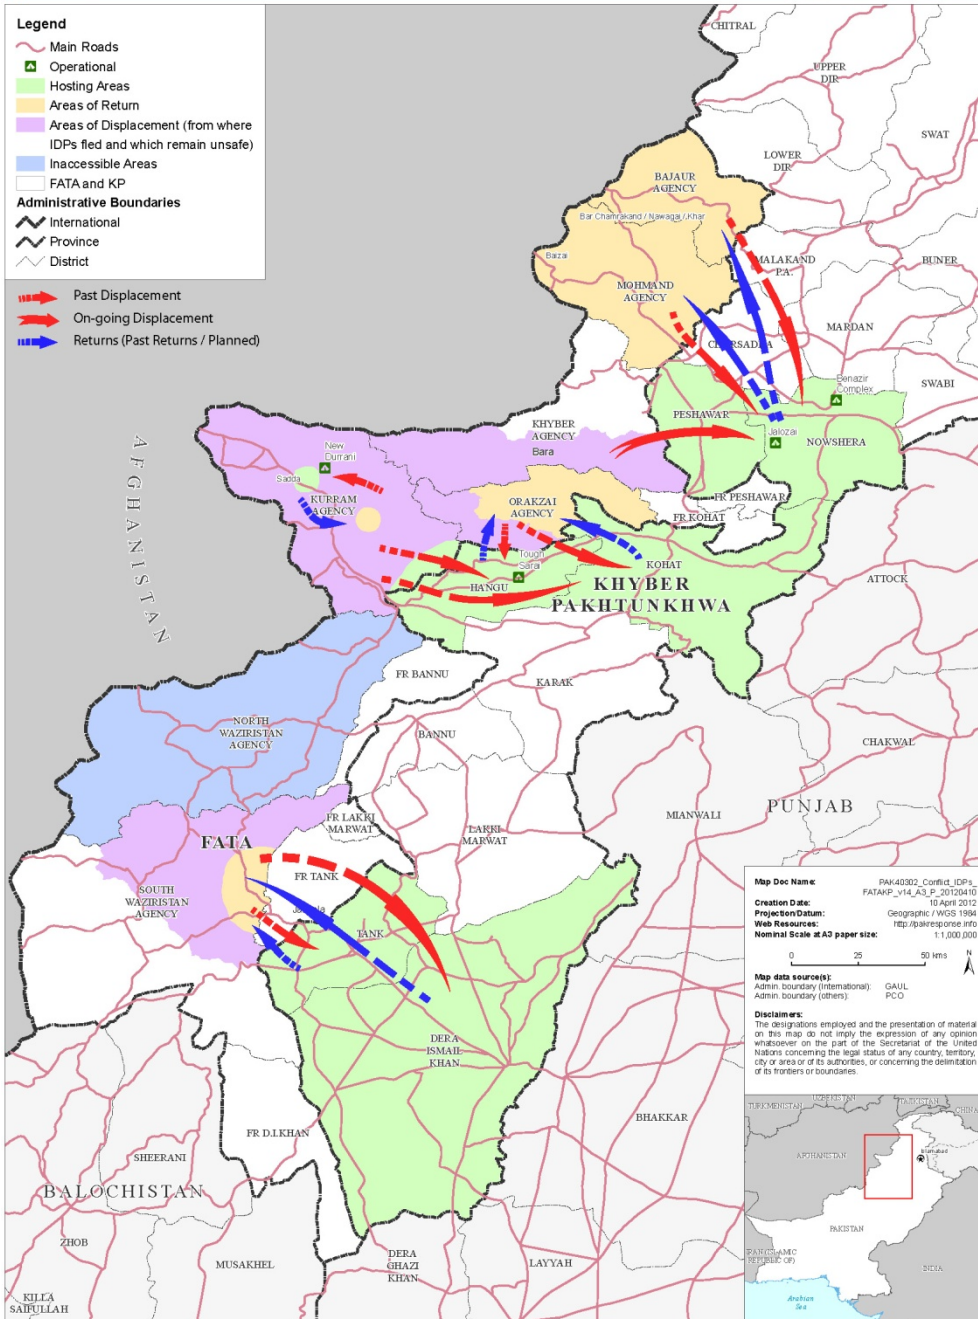 Legend
Main Roads
Operational
Hosting Areas
Areas of Return
Areas of Displacement (from where
IDPs fled and which remain unsafe)
Inaccessible Areas
FATA and KP
Administrative Boundaries
International
Province
District
Past Displacement
On-going Displacement
Returns (Past Returns / Planned)
CHITRAL
UPPER
DIR
SWAT
LOWER
DIR
BAJAUR
AGENCY
Bar Chamrakand / Nawagai / Khar
Baizai
MALAKAND
P.A.
BUNER
MOHMAND
AGENCY
MARDAN
CHARSADDA
Benazir
Complex
SWABI
PESHAWAR
Jalozai
NOWSHERA
KHYBER
AGENCY
Bara
AFGHANISTAN
New
Durrani
Sadda
KURRAM
AGENCY
ORAKZAI
AGENCY
FR PESHAWAR
FR KOHAT
Tough
Sarai
KOHAT
HANGU
KHYBER
PAKHTUNKHWA
ATTOCK
FR BANNU
KARAK
NORTH
WAZIRISTAN
AGENCY
BANNU
CHAKWAL
MIANWALI
PUNJAB
FR LAKKI
MARWAT
LAKKI
MARWAT
FATA
FR TANK
SOUTH
WAZIRISTAN
AGENCY
TANK
DERA
ISMAIL
KHAN
BHAKKAR
FR D.I.KHAN
SHEERANI
BALOCHISTAN
ZHOB
MUSAKHEL
DERA
GHAZI
KHAN
LAYYAH
KILLA
SAIFULLAH
Map Doc Name: PAK40302_Conflict_IDPs_
FATAKP_v14_A3_P_20120410
Creation Date: 10 April 2012
Projection/Datum: Geographic / WGS 1984
Web Resources: http://pakresponse.info
Nominal Scale at A3 paper size: 1:1,000,000
0 25 50 kms
N
Map data source(s):
Admin. boundary (International): GAUL
Admin. boundary (others): PCO
Disclaimers:
The designations employed and the presentation of material
on this map do not imply the expression of any opinion
whatsoever on the part of the Secretariat of the United
Nations concerning the legal status of any country, territory,
city or area or of its authorities, or concerning the delimitation
of its frontiers or boundaries.
UZBEKISTAN
TURKMENISTAN
TAJIKISTAN
CHINA
AFGHANISTAN
Islamabad
PAKISTAN
IRAN (ISLAMIC
REPUBLIC OF)
INDIA
Arabian
Sea